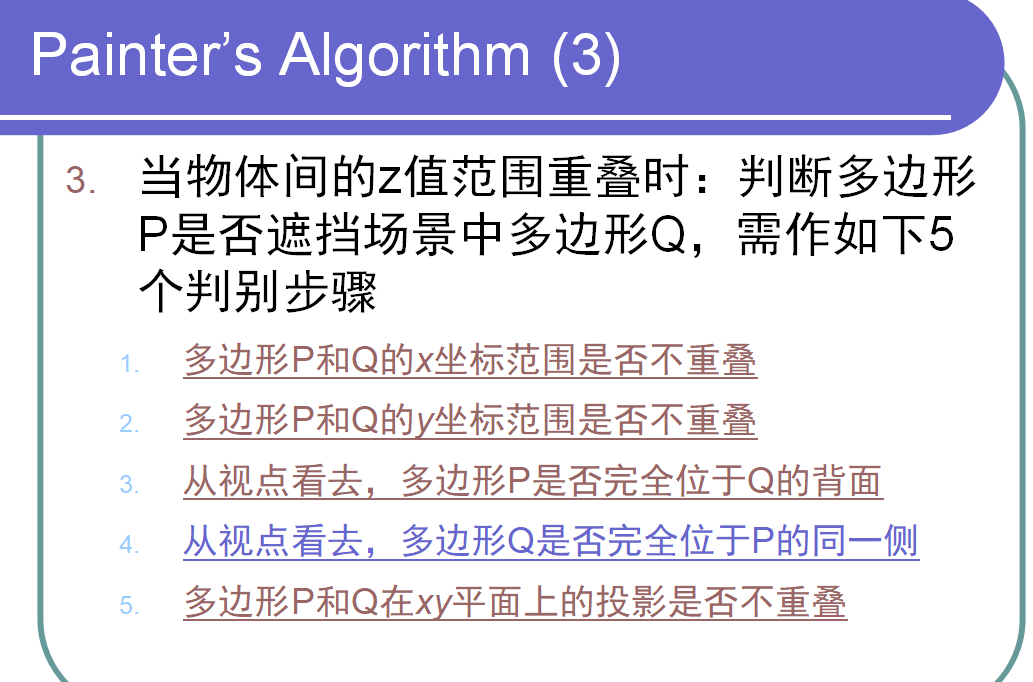 Painter’s Algorithm (3)
3. 当物体间的z值范围重叠时：判断多边形
P是否遮挡场景中多边形Q，需作如下5
个判别步骤
1. 多边形P和Q的x坐标范围是否不重叠
2. 多边形P和Q的y坐标范围是否不重叠
3. 从视点看去，多边形P是否完全位于Q的背面
4. 从视点看去，多边形Q是否完全位于P的同一侧
5. 多边形P和Q在xy平面上的投影是否不重叠